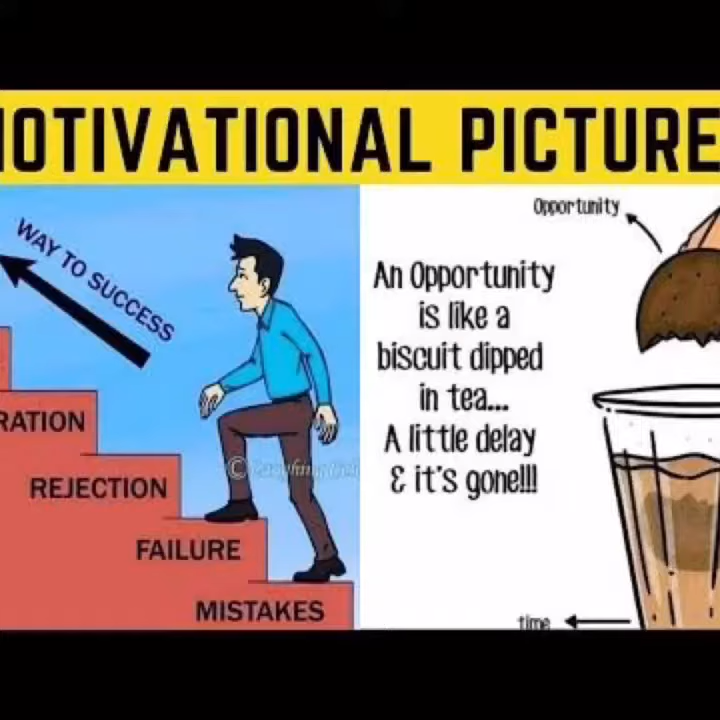 OTIVATIONAL PICTURE
WAY TO SUCCESS
RATION
REJECTION
FAILURE
MISTAKES
Opportunity
An Opportunity
is like a
biscuit dipped
in tea...
A little delay
& it's gone!!!
time